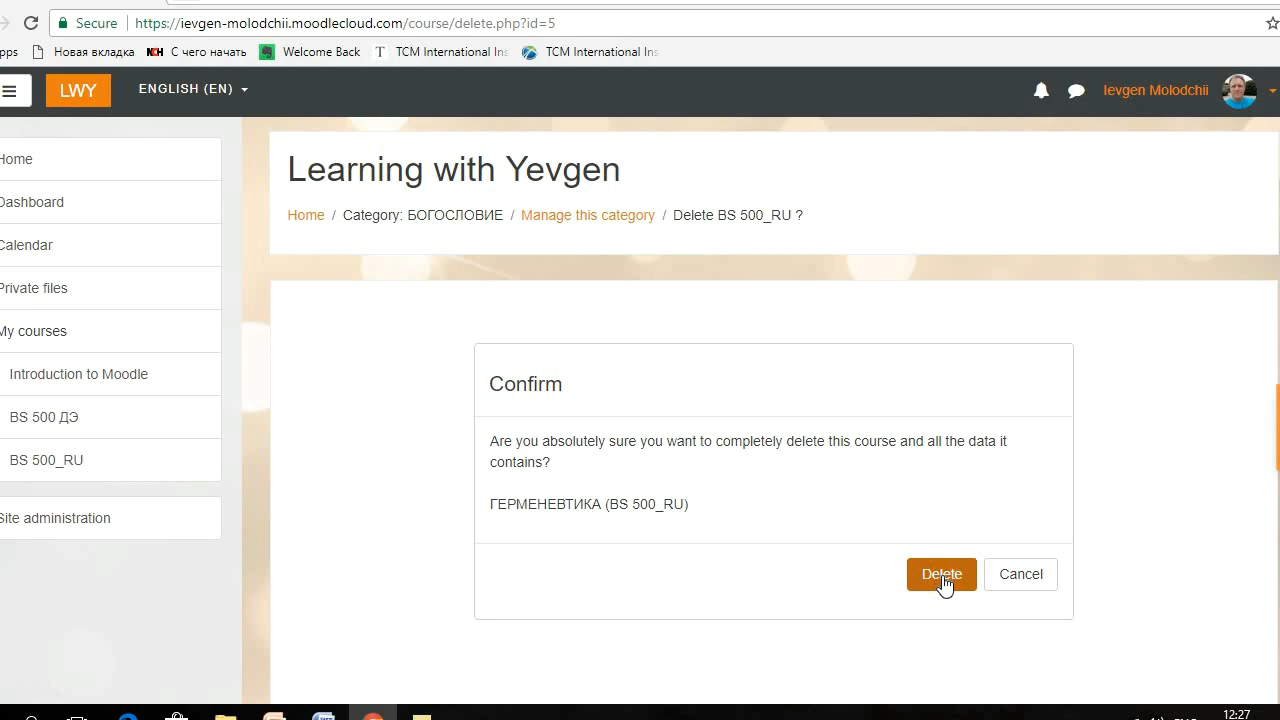 Secure https://ievgen-molodchii.moodlecloud.com/course/delete.php?id=5
pps Новая вкладка NCH С чего начать Welcome Back T TCM International Ins TCM International Ins
LWY ENGLISH (EN) Ievgen Molodchii
Home
Dashboard
Calendar
Private files
My courses
Introduction to Moodle
BS 500 ДЭ
BS 500_RU
Site administration
Learning with Yevgen
Home / Category: БОГОСЛОВИЕ / Manage this category / Delete BS 500_RU ?
Confirm
Are you absolutely sure you want to completely delete this course and all the data it
contains?
ГЕРМЕНЕВТИКА (BS 500_RU)
Delete Cancel
12:27